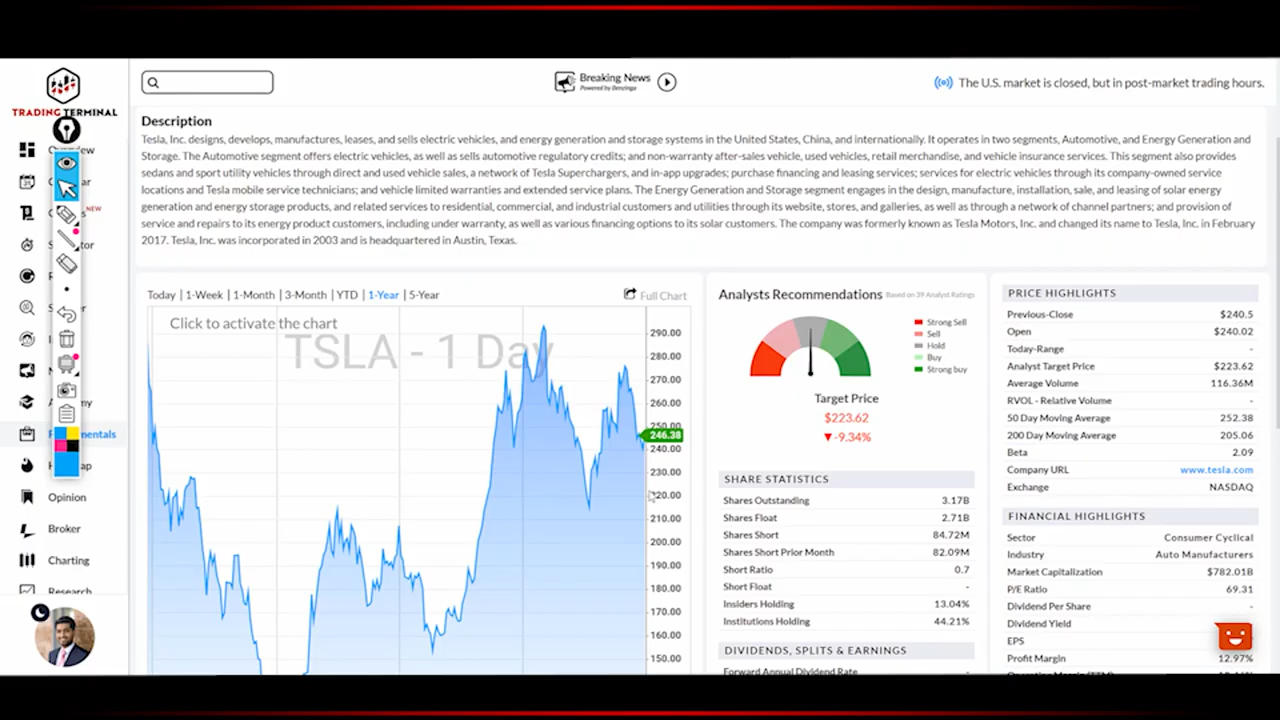 TRADING TERMINAL
Breaking News
Powered by Benzinga
The U.S. market is closed, but in post-market trading hours.
NEW
Opinion
Broker
Charting
Research
Description
Tesla, Inc. designs, develops, manufactures, leases, and sells electric vehicles, and energy generation and storage systems in the United States, China, and internationally. It operates in two segments, Automotive, and Energy Generation and
Storage. The Automotive segment offers electric vehicles, as well as sells automotive regulatory credits; and non-warranty after-sales vehicle, used vehicles, retail merchandise, and vehicle insurance services. This segment also provides
sedans and sport utility vehicles through direct and used vehicle sales, a network of Tesla Superchargers, and in-app upgrades; purchase financing and leasing services; services for electric vehicles through its company-owned service
locations and Tesla mobile service technicians; and vehicle limited warranties and extended service plans. The Energy Generation and Storage segment engages in the design, manufacture, installation, sale, and leasing of solar energy
generation and energy storage products, and related services to residential, commercial, and industrial customers and utilities through its website, stores, and galleries, as well as through a network of channel partners; and provision of
service and repairs to its energy product customers, including under warranty, as well as various financing options to its solar customers. The company was formerly known as Tesla Motors, Inc. and changed its name to Tesla, Inc. in February
2017. Tesla, Inc. was incorporated in 2003 and is headquartered in Austin, Texas.
Today | 1-Week | 1-Month | 3-Month | YTD | 1-Year | 5-Year
Full Chart
Click to activate the chart
TSLA - 1 Day
290.00
280.00
270.00
260.00
250.00
246.38
240.00
230.00
220.00
210.00
200.00
190.00
180.00
170.00
160.00
150.00
Analysts Recommendations Based on 39 Analyst Ratings
Strong Sell
Sell
Hold
Buy
Strong buy
Target Price
$223.62
▼-9.34%
SHARE STATISTICS
Shares Outstanding 3.17B
Shares Float 2.71B
Shares Short 84.72M
Shares Short Prior Month 82.09M
Short Ratio 0.7
Short Float -
Insiders Holding 13.04%
Institutions Holding 44.21%
DIVIDENDS, SPLITS & EARNINGS
Forward Annual Dividend Rate -
PRICE HIGHLIGHTS
Previous-Close $240.5
Open $240.02
Today-Range -
Analyst Target Price $223.62
Average Volume 116.36M
RVOL - Relative Volume -
50 Day Moving Average 252.38
200 Day Moving Average 205.06
Beta 2.09
Company URL www.tesla.com
Exchange NASDAQ
FINANCIAL HIGHLIGHTS
Sector Consumer Cyclical
Industry Auto Manufacturers
Market Capitalization $782.01B
P/E Ratio 69.31
Dividend Per Share -
Dividend Yield
EPS
Profit Margin 12.97%